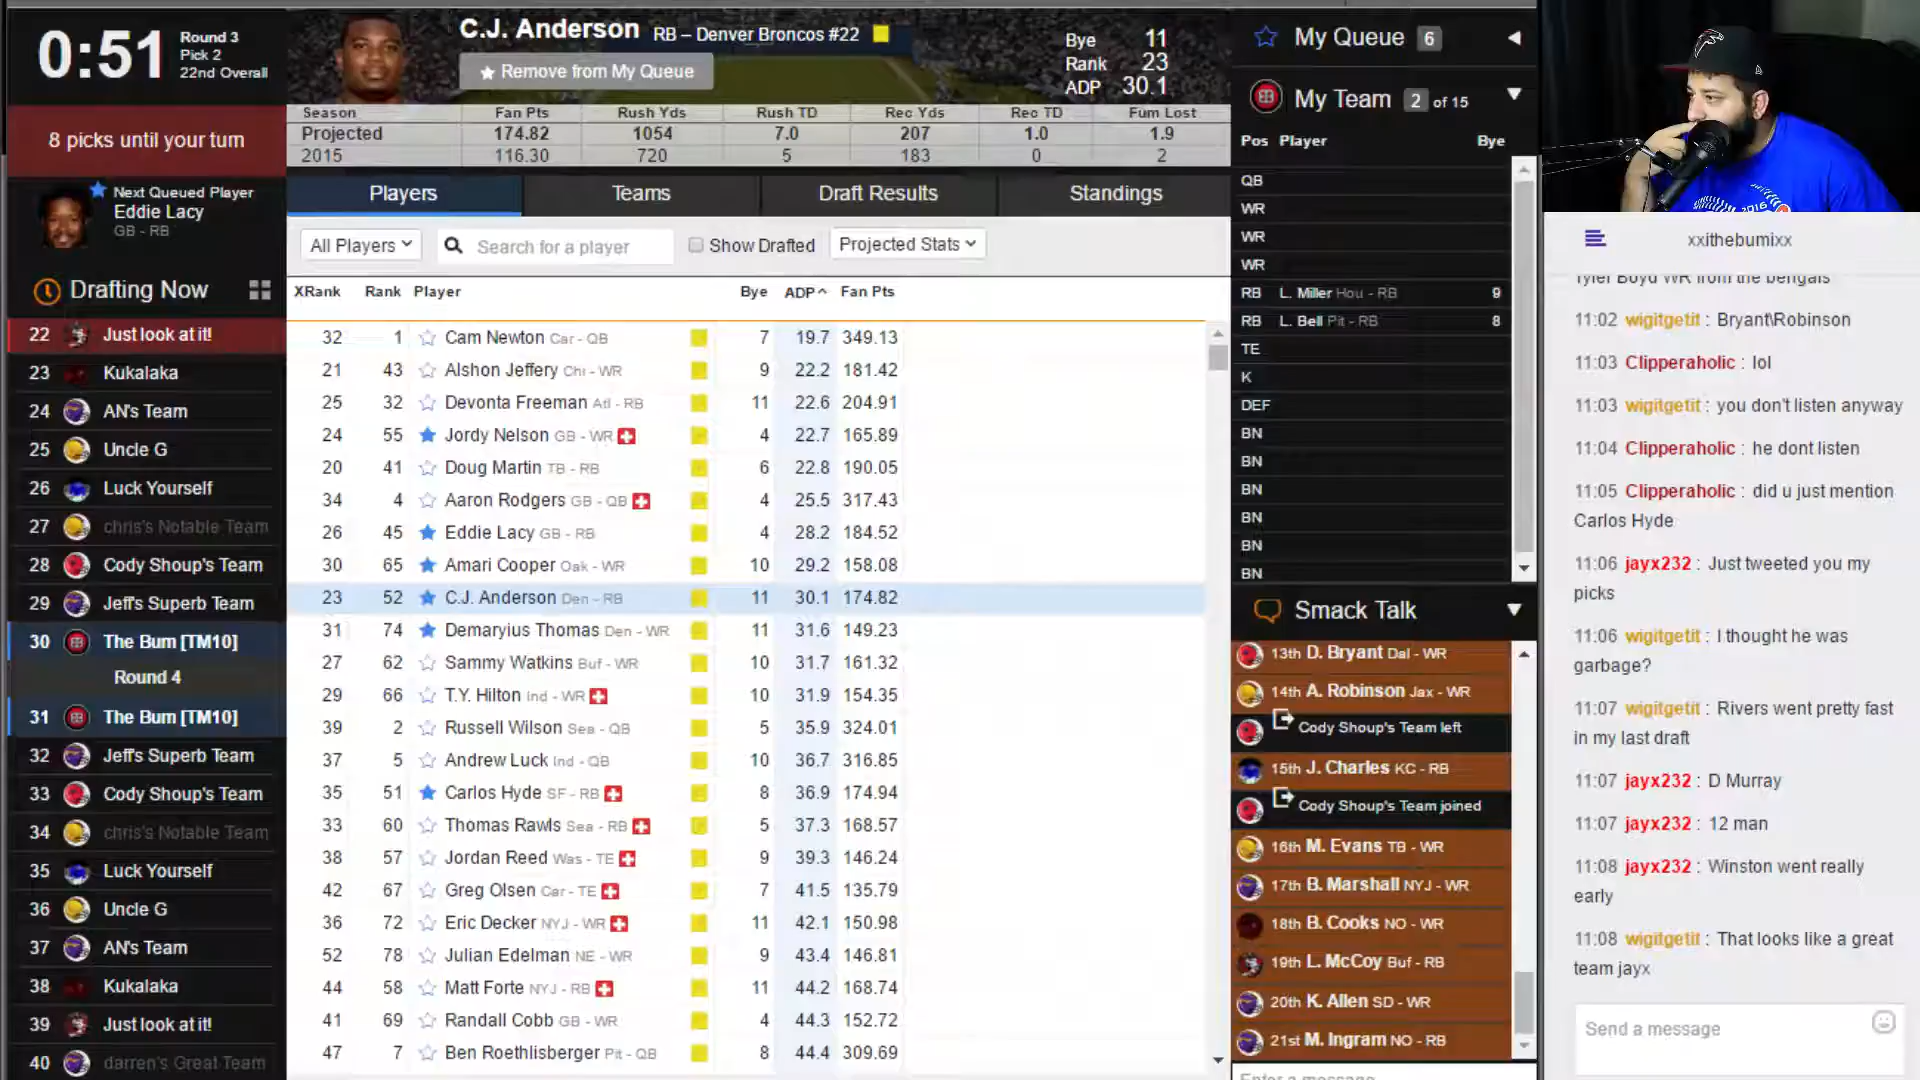 0:51
Round 3
Pick 2
22nd Overall
8 picks until your turn
Next Queued Player
Eddie Lacy
GB - RB
Drafting Now
22 Just look at it!
23 Kukalaka
24 AN's Team
25 Uncle G
26 Luck Yourself
27 chris's Notable Team
28 Cody Shoup's Team
29 Jeff's Superb Team
30 The Bum [TM10]
Round 4
31 The Bum [TM10]
32 Jeff's Superb Team
33 Cody Shoup's Team
34 chris's Notable Team
35 Luck Yourself
36 Uncle G
37 AN's Team
38 Kukalaka
39 Just look at it!
40 darren's Great Team
C.J. Anderson RB – Denver Broncos #22
Remove from My Queue
Bye 11
Rank 23
ADP 30.1
Season Fan Pts Rush Yds Rush TD Rec Yds Rec TD Fum Lost
Projected 174.82 1054 7.0 207 1.0 1.9
2015 116.30 720 5 183 0 2
Players Teams Draft Results Standings
All Players Search for a player Show Drafted Projected Stats
XRank Rank Player Bye ADP Fan Pts
32 1 Cam Newton Car - QB 7 19.7 349.13
21 43 Alshon Jeffery Chi - WR 9 22.2 181.42
25 32 Devonta Freeman Atl - RB 11 22.6 204.91
24 55 Jordy Nelson GB - WR 4 22.7 165.89
20 41 Doug Martin TB - RB 6 22.8 190.05
34 4 Aaron Rodgers GB - QB 4 25.5 317.43
26 45 Eddie Lacy GB - RB 4 28.2 184.52
30 65 Amari Cooper Oak - WR 10 29.2 158.08
23 52 C.J. Anderson Den - RB 11 30.1 174.82
31 74 Demaryius Thomas Den - WR 11 31.6 149.23
27 62 Sammy Watkins Buf - WR 10 31.7 161.32
29 66 T.Y. Hilton Ind - WR 10 31.9 154.35
39 2 Russell Wilson Sea - QB 5 35.9 324.01
37 5 Andrew Luck Ind - QB 10 36.7 316.85
35 51 Carlos Hyde SF - RB 8 36.9 174.94
33 60 Thomas Rawls Sea - RB 5 37.3 168.57
38 57 Jordan Reed Was - TE 9 39.3 146.24
42 67 Greg Olsen Car - TE 7 41.5 135.79
36 72 Eric Decker NYJ - WR 11 42.1 150.98
52 78 Julian Edelman NE - WR 9 43.4 146.81
44 58 Matt Forte NYJ - RB 11 44.2 168.74
41 69 Randall Cobb GB - WR 4 44.3 152.72
47 7 Ben Roethlisberger Pit - QB 8 44.4 309.69
My Queue 6
My Team 2 of 15
Pos Player Bye
QB
WR
WR
WR
RB L. Miller Hou - RB 9
RB L. Bell Pit - RB 8
TE
K
DEF
BN
BN
BN
BN
BN
BN
Smack Talk
13th D. Bryant Dal - WR
14th A. Robinson Jax - WR
Cody Shoup's Team left
15th J. Charles KC - RB
Cody Shoup's Team joined
16th M. Evans TB - WR
17th B. Marshall NYJ - WR
18th B. Cooks NO - WR
19th L. McCoy Buf - RB
20th K. Allen SD - WR
21st M. Ingram NO - RB
Enter a message
2016
xxithebumixx
Tyler Boyd WR from the bengals
11:02 wigitgetit : Bryant\Robinson
11:03 Clipperaholic : lol
11:03 wigitgetit : you don't listen anyway
11:04 Clipperaholic : he dont listen
11:05 Clipperaholic : did u just mention
Carlos Hyde
11:06 jayx232 : Just tweeted you my
picks
11:06 wigitgetit : I thought he was
garbage?
11:07 wigitgetit : Rivers went pretty fast
in my last draft
11:07 jayx232 : D Murray
11:07 jayx232 : 12 man
11:08 jayx232 : Winston went really
early
11:08 wigitgetit : That looks like a great
team jayx
Send a message